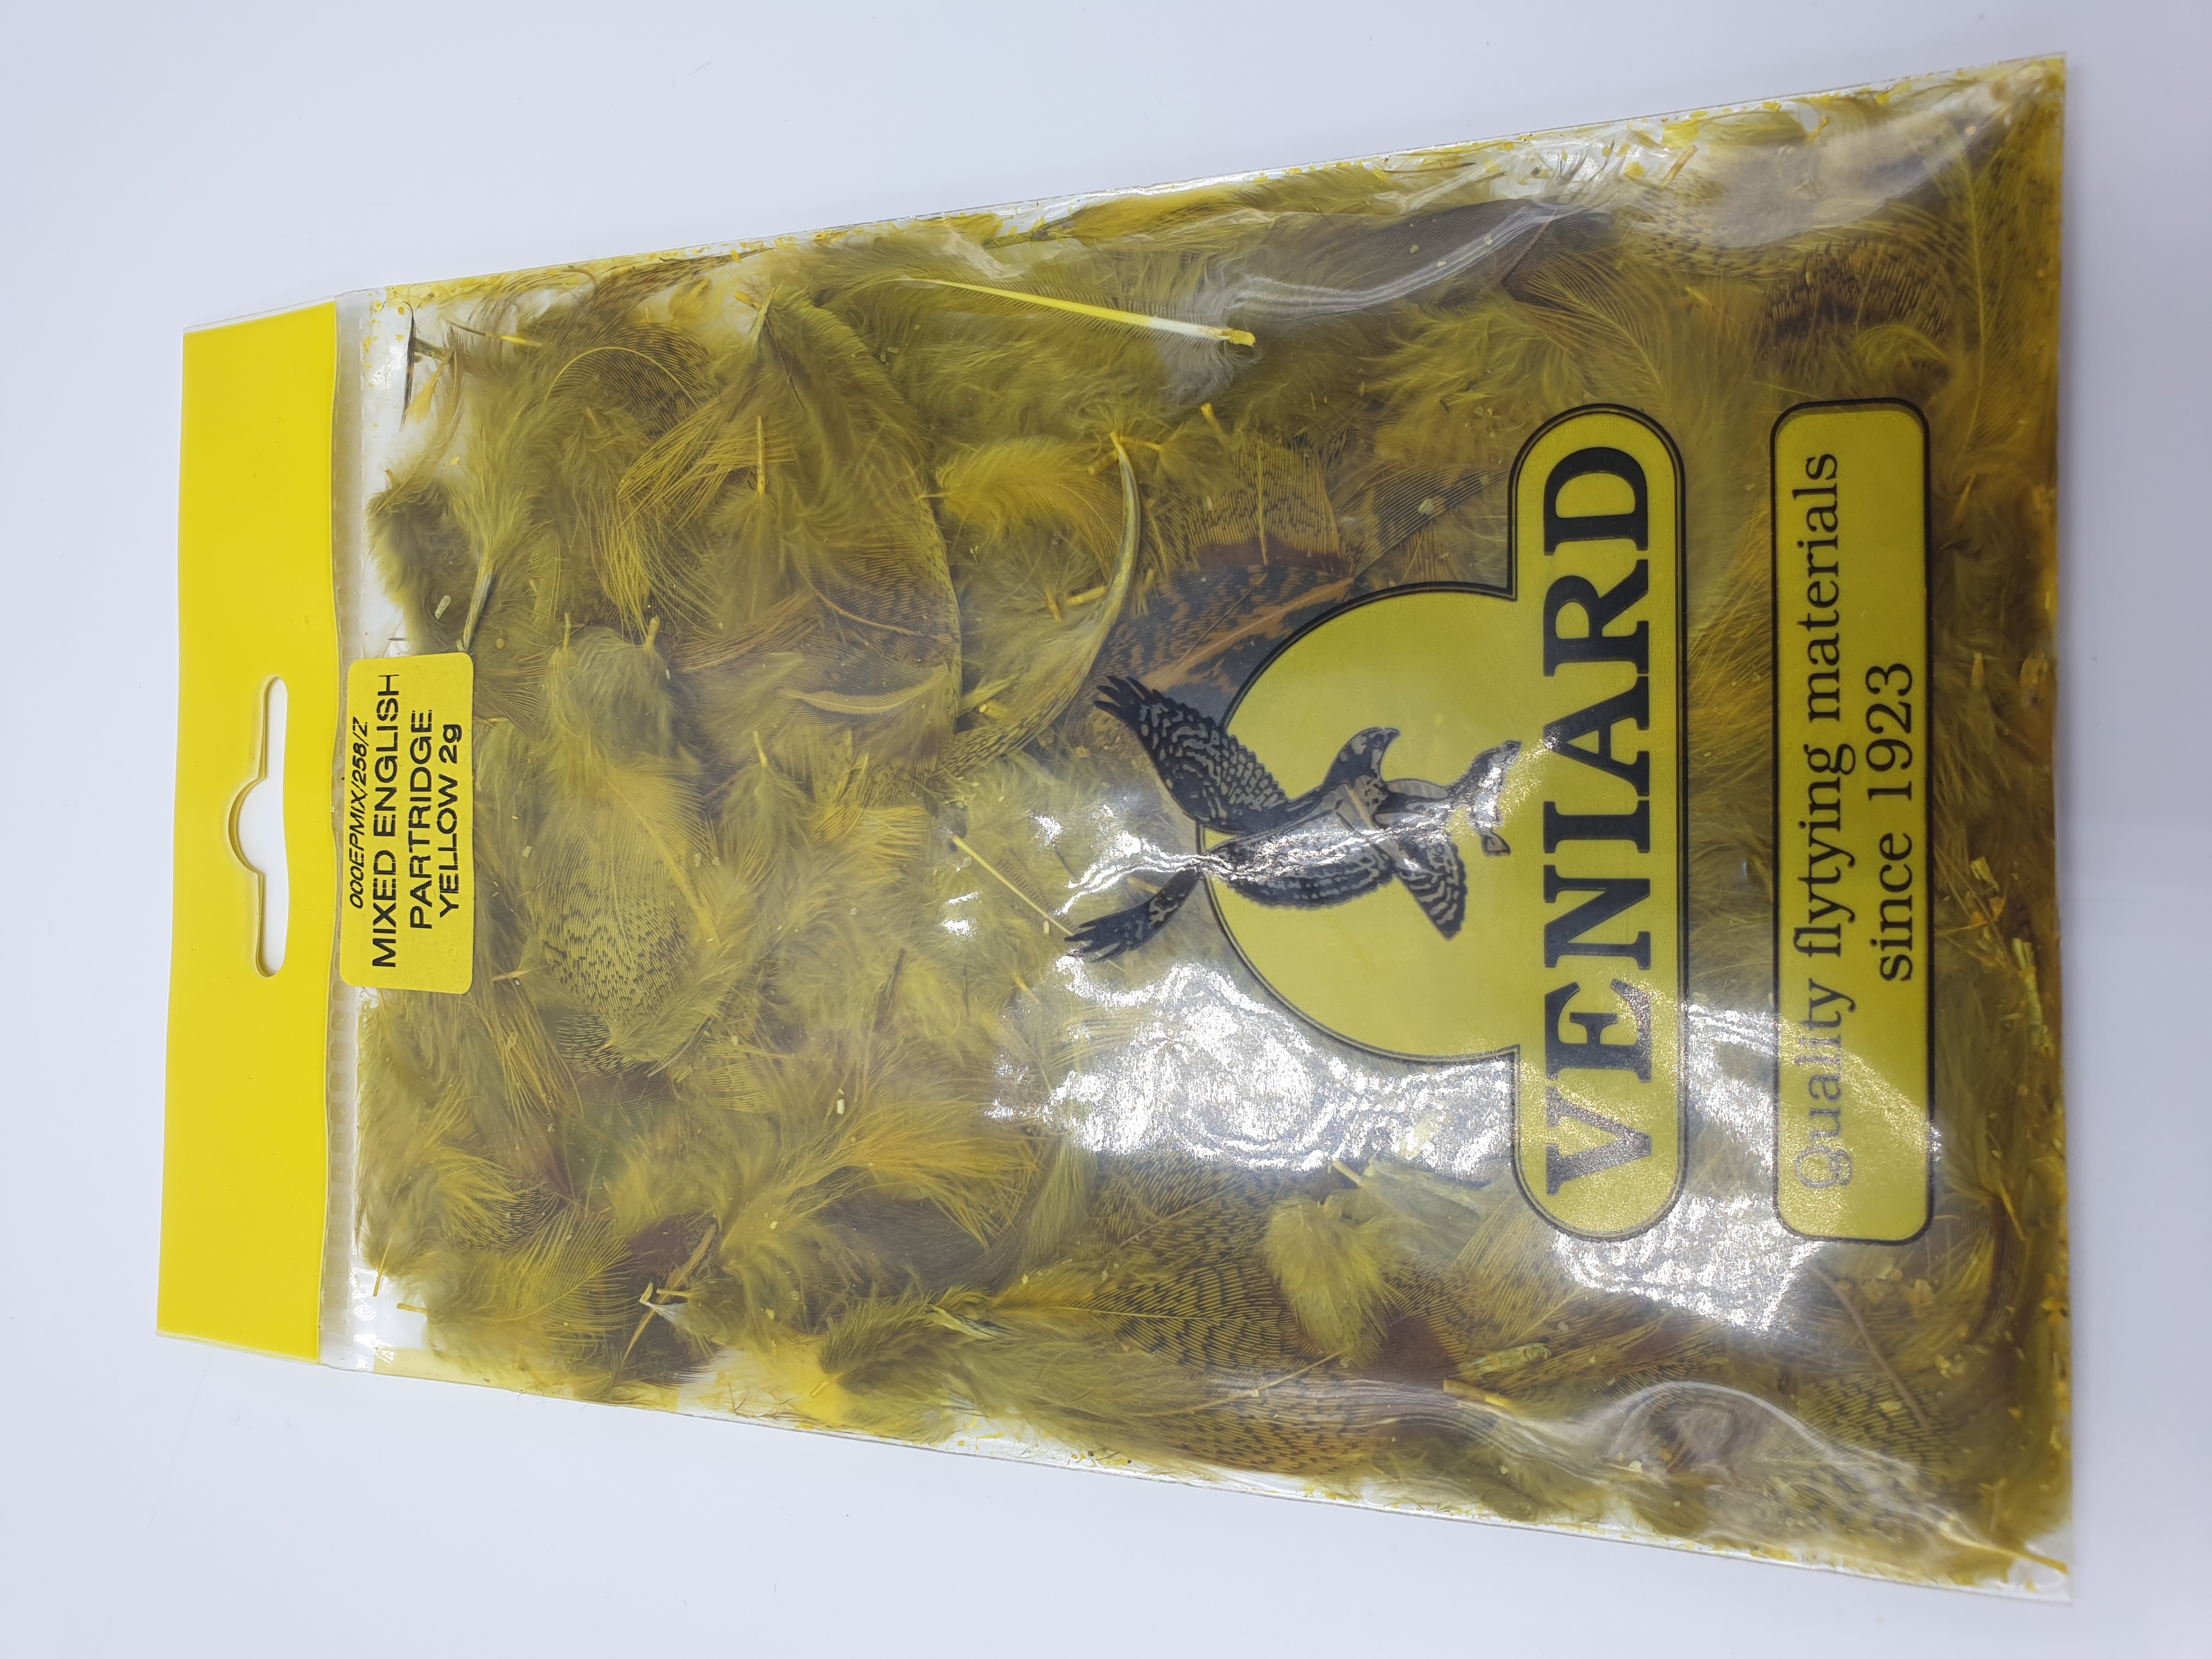 000EPMIX/258/Z
MIXED ENGLISH
PARTRIDGE
YELLOW 2g
VENIARD
quality flytying materials
since 1923